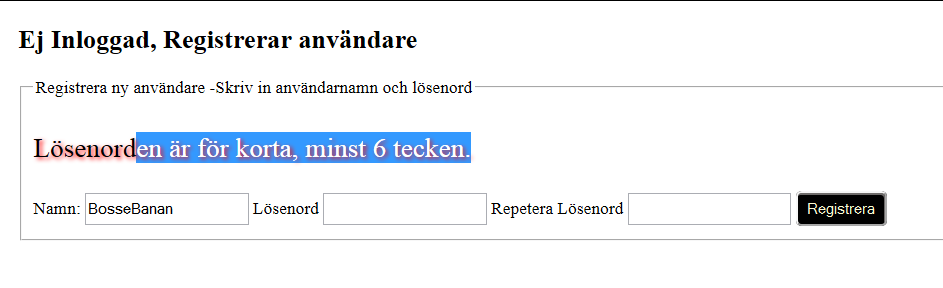 Ej Inloggad, Registrerar användare
Registrera ny användare -Skriv in användarnamn och lösenord
Lösenorden är för korta, minst 6 tecken.
Namn: BosseBanan Lösenord Repetera Lösenord Registrera